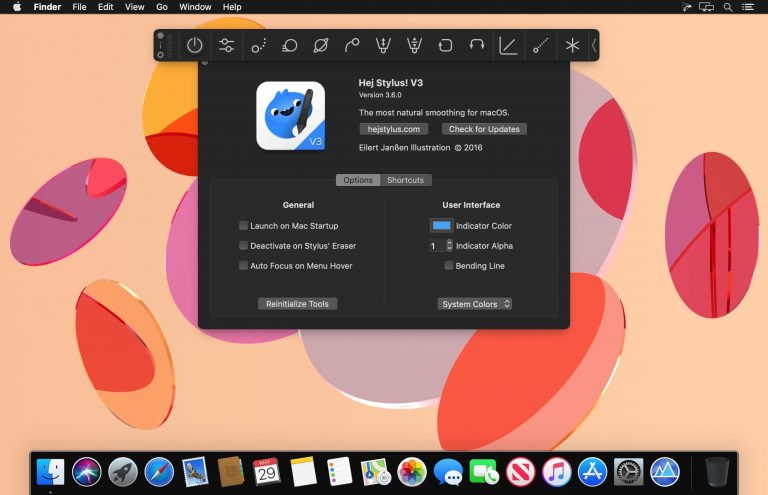 Finder File Edit View Go Window Help
Hej Stylus! V3
Version 3.6.0
The most natural smoothing for macOS.
hejstylus.com Check for Updates
Eilert Janßen Illustration © 2016
V3
Options Shortcuts
General
Launch on Mac Startup
Deactivate on Stylus' Eraser
Auto Focus on Menu Hover
Reinitialize Tools
User Interface
Indicator Color
1 Indicator Alpha
Bending Line
System Colors
MAY
29